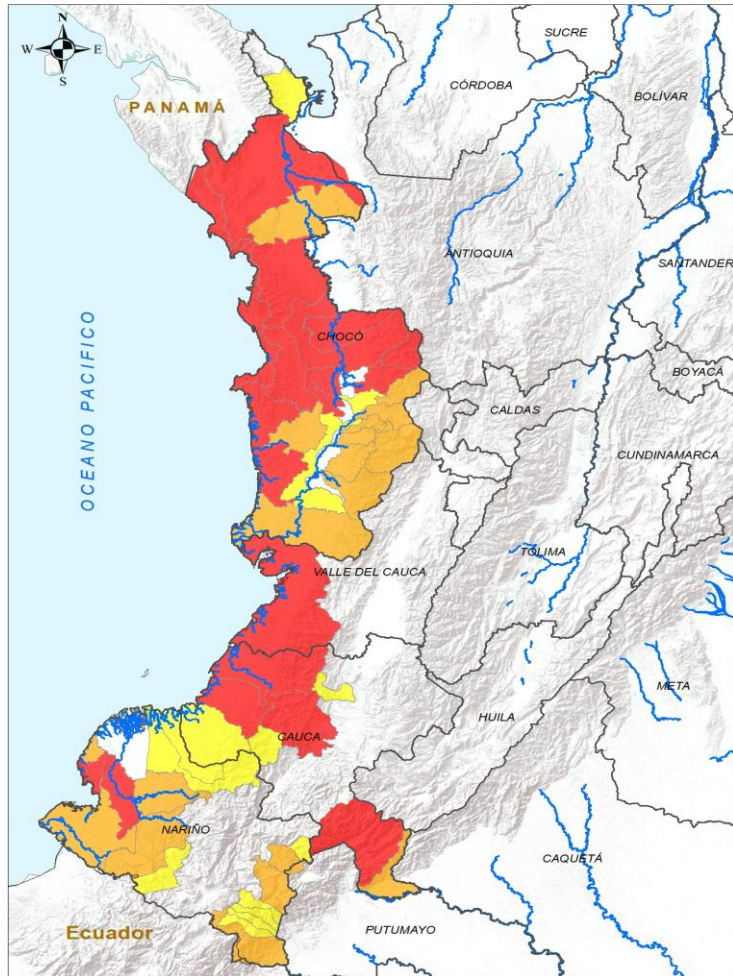 N
W E
S
SUCRE
CÓRDOBA
BOLÍVAR
PANAMÁ
ANTIOQUIA
SANTANDER
OCEANO PACIFICO
CHOCÓ
BOYACÁ
CALDAS
CUNDINAMARCA
TOLIMA
VALLE DEL CAUCA
META
HUILA
CAUCA
NARIÑO
CAQUETÁ
Ecuador
PUTUMAYO